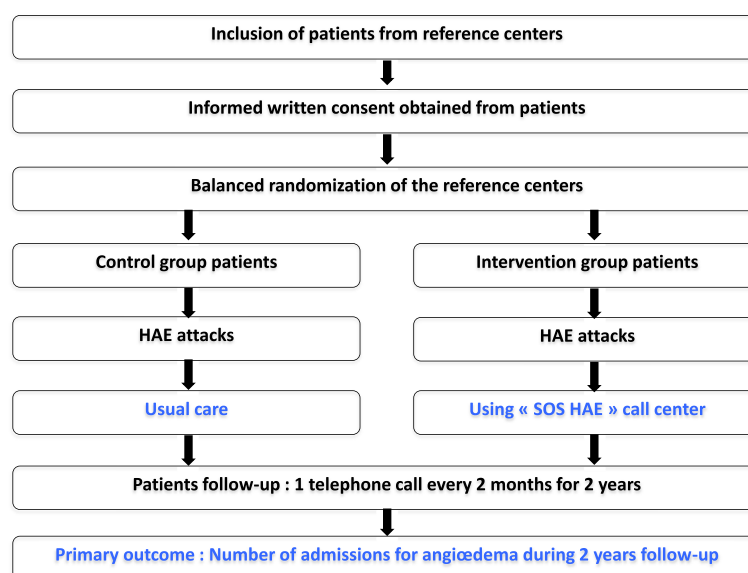 Inclusion of patients from reference centers
Informed written consent obtained from patients
Balanced randomization of the reference centers
Control group patients
Intervention group patients
HAE attacks
HAE attacks
Usual care
Using « SOS HAE » call center
Patients follow-up : 1 telephone call every 2 months for 2 years
Primary outcome : Number of admissions for angiœdema during 2 years follow-up